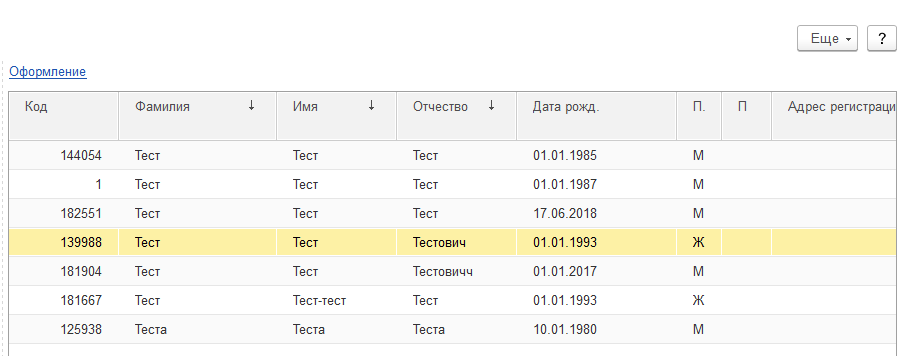 Еще ?
Оформление
Код Фамилия ↓ Имя ↓ Отчество ↓ Дата рожд. П. П Адрес регистраци
144054 Тест Тест Тест 01.01.1985 М
1 Тест Тест Тест 01.01.1987 М
182551 Тест Тест Тест 17.06.2018 М
139988 Тест Тест Тестович 01.01.1993 Ж
181904 Тест Тест Тестовичч 01.01.2017 М
181667 Тест Тест-тест Тест 01.01.1993 Ж
125938 Теста Теста Теста 10.01.1980 М